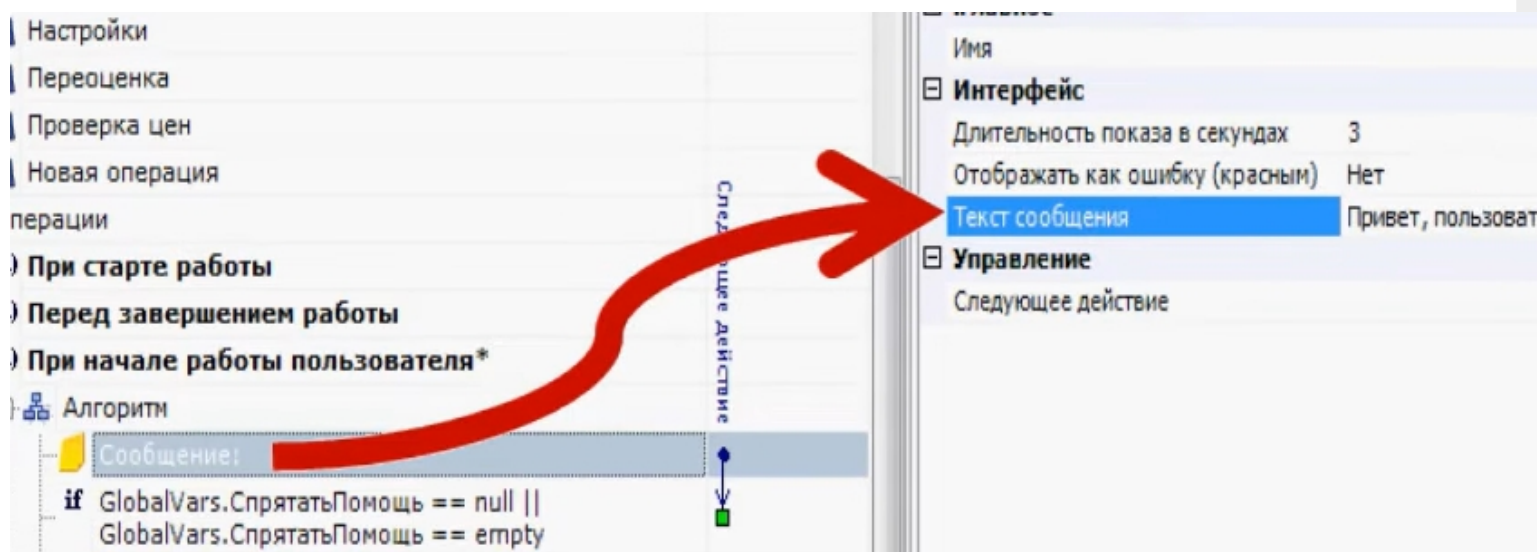 Настройки
Переоценка
Проверка цен
Новая операция
перации
При старте работы
Перед завершением работы
При начале работы пользователя*
Алгоритм
Сообщение:
if GlobalVars.СпрятатьПомощь == null ||
GlobalVars.СпрятатьПомощь == empty
действие
Имя
Интерфейс
Длительность показа в секундах 3
Отображать как ошибку (красным) Нет
Текст сообщения Привет, пользоват
Управление
Следующее действие